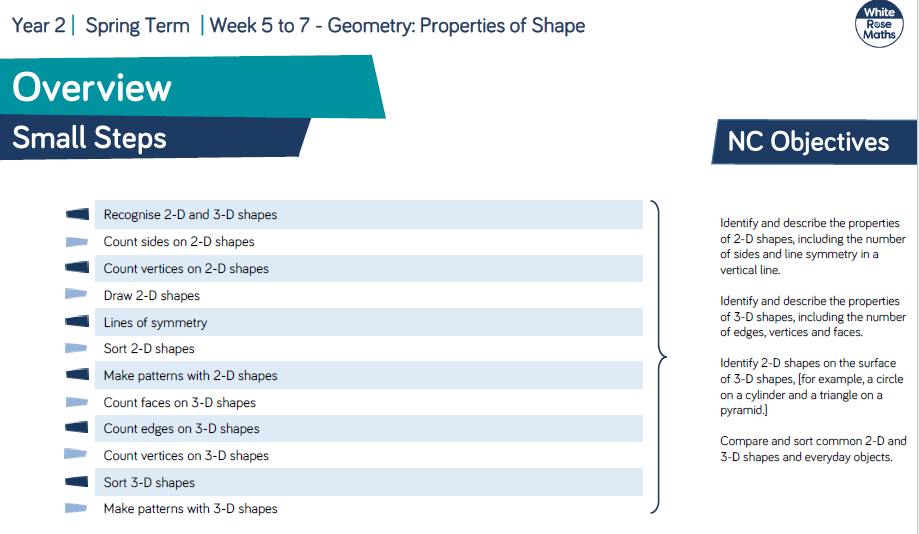 Year 2 | Spring Term | Week 5 to 7 - Geometry: Properties of Shape
White
Rose
Maths
Overview
Small Steps
NC Objectives
Recognise 2-D and 3-D shapes
Count sides on 2-D shapes
Count vertices on 2-D shapes
Draw 2-D shapes
Lines of symmetry
Sort 2-D shapes
Make patterns with 2-D shapes
Count faces on 3-D shapes
Count edges on 3-D shapes
Count vertices on 3-D shapes
Sort 3-D shapes
Make patterns with 3-D shapes
Identify and describe the properties
of 2-D shapes, including the number
of sides and line symmetry in a
vertical line.
Identify and describe the properties
of 3-D shapes, including the number
of edges, vertices and faces.
Identify 2-D shapes on the surface
of 3-D shapes, [for example, a circle
on a cylinder and a triangle on a
pyramid.]
Compare and sort common 2-D and
3-D shapes and everyday objects.